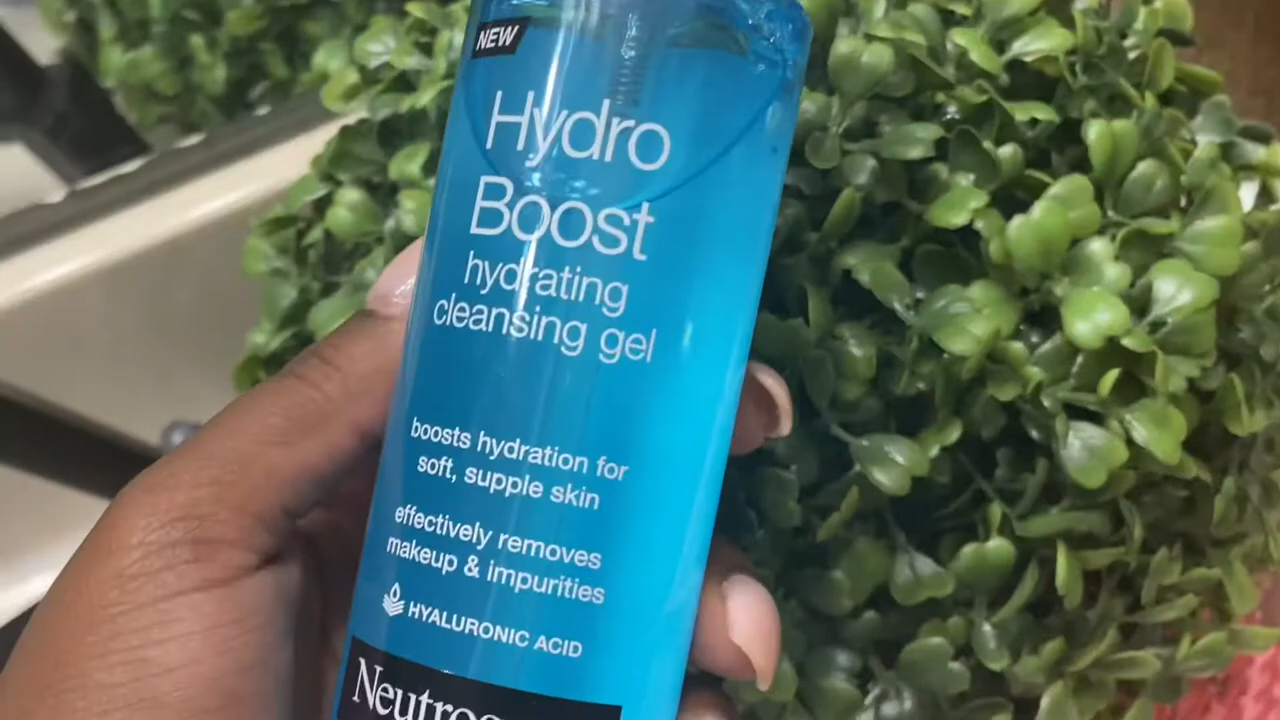 NEW
Hydro
Boost
hydrating
cleansing gel
boosts hydration for
soft, supple skin
effectively removes
makeup & impurities
HYALURONIC ACID